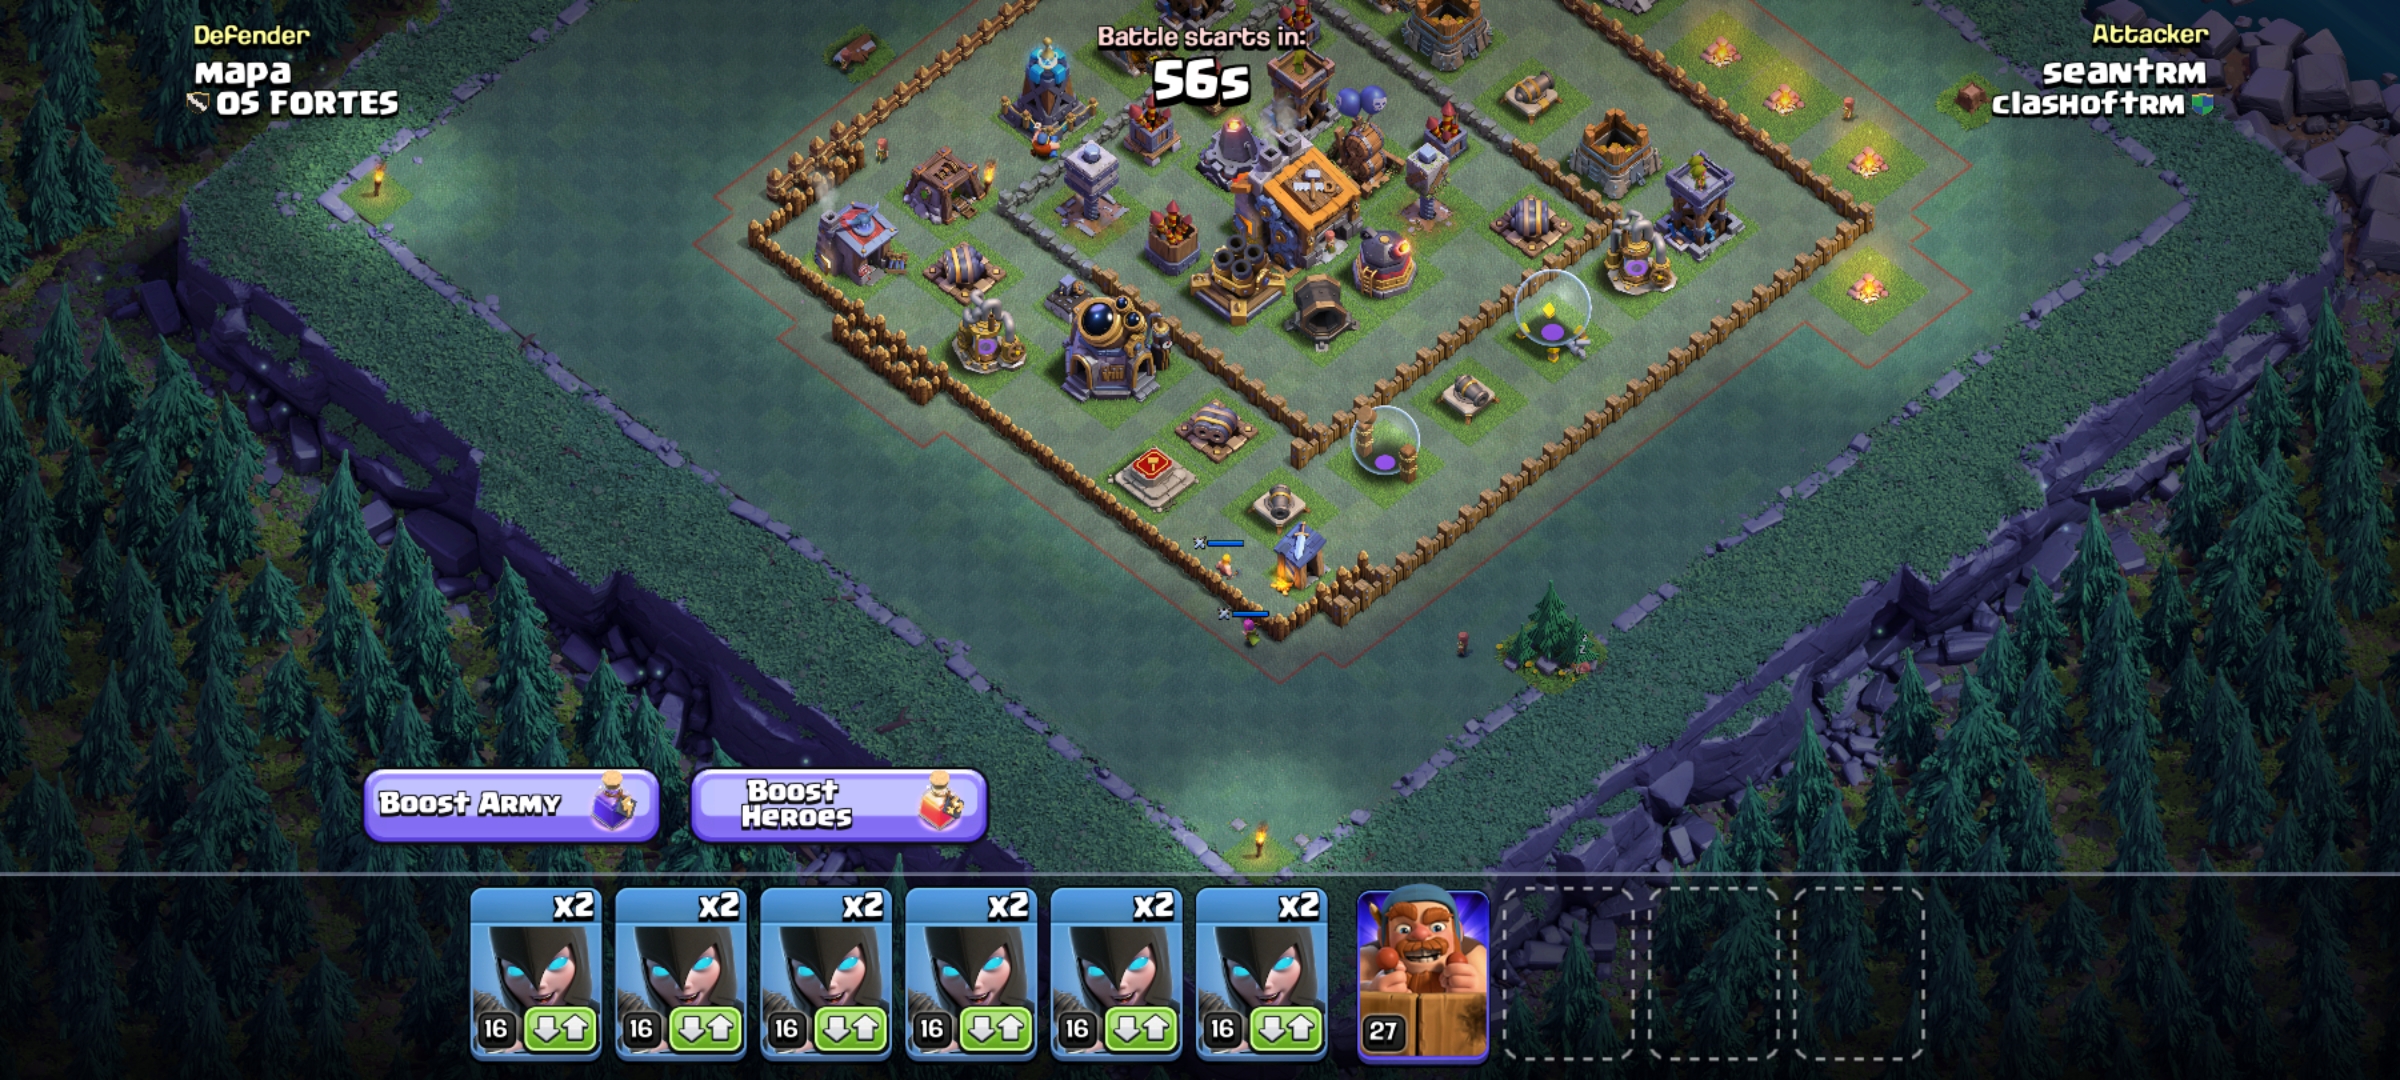 Defender
Mapa
OS FORTES
Battle starts in:
56s
Attacker
seantRM
clashoftRM
Boost Army
Boost
Heroes
x2
x2
x2
x2
x2
x2
16
16
16
16
16
16
27